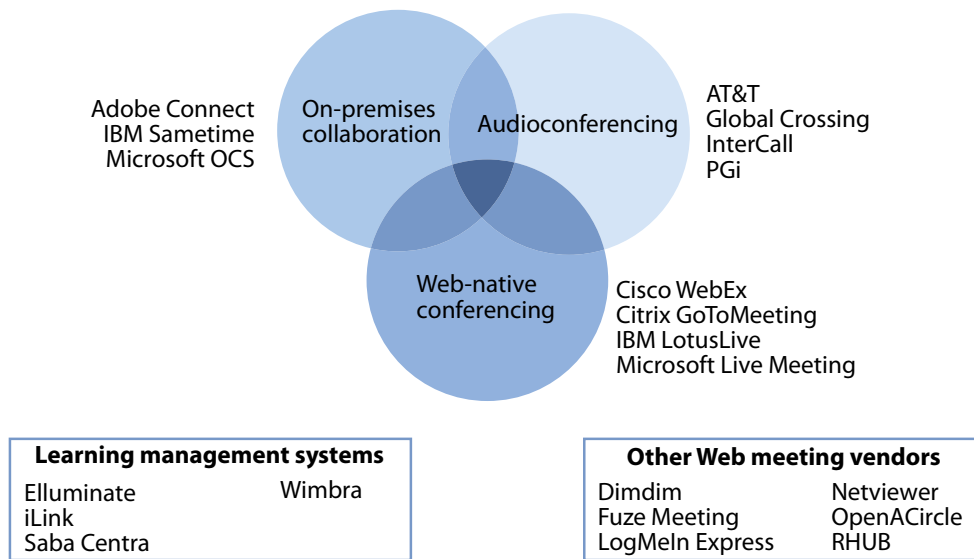 On-premises
collaboration
Adobe Connect
IBM Sametime
Microsoft OCS
Audioconferencing
AT&T
Global Crossing
InterCall
PGi
Web-native
conferencing
Cisco WebEx
Citrix GoToMeeting
IBM LotusLive
Microsoft Live Meeting
Learning management systems
Elluminate
iLink
Saba Centra
Wimbra
Other Web meeting vendors
Dimdim
Fuze Meeting
LogMeIn Express
Netviewer
OpenACircle
RHUB